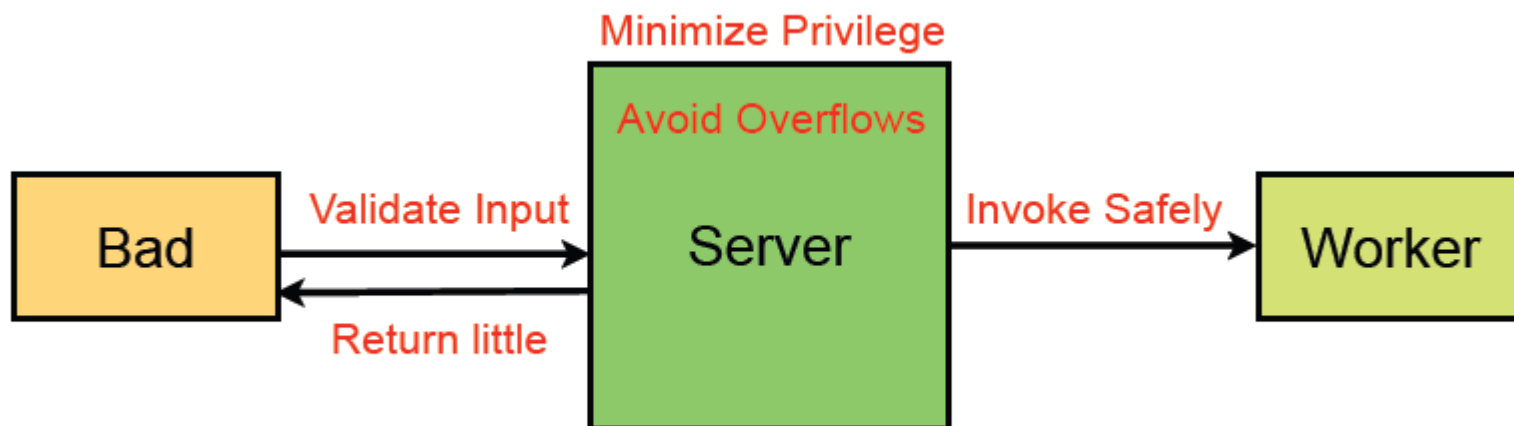 Minimize Privilege
Avoid Overflows
Validate Input
Invoke Safely
Bad
Server
Worker
Return little